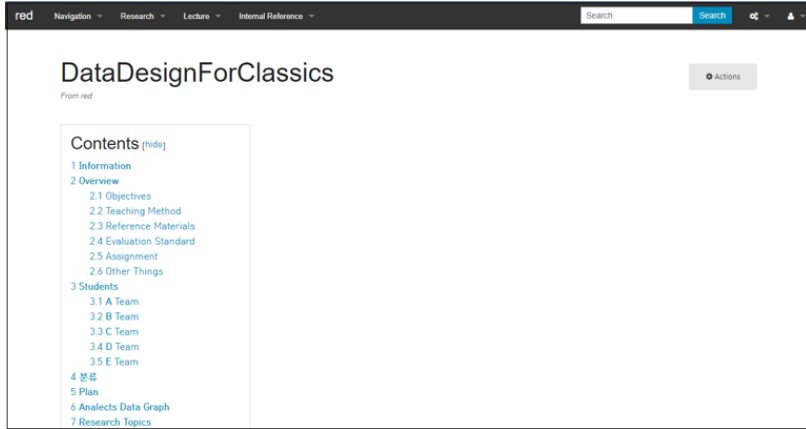 red Navigation Research Lecture Internal Reference Search Search
DataDesignForClassics
Actions
From red
Contents [hide]
1 Information
2 Overview
2.1 Objectives
2.2 Teaching Method
2.3 Reference Materials
2.4 Evaluation Standard
2.5 Assignment
2.6 Other Things
3 Students
3.1 A Team
3.2 B Team
3.3 C Team
3.4 D Team
3.5 E Team
4 분류
5 Plan
6 Analects Data Graph
7 Research Topics